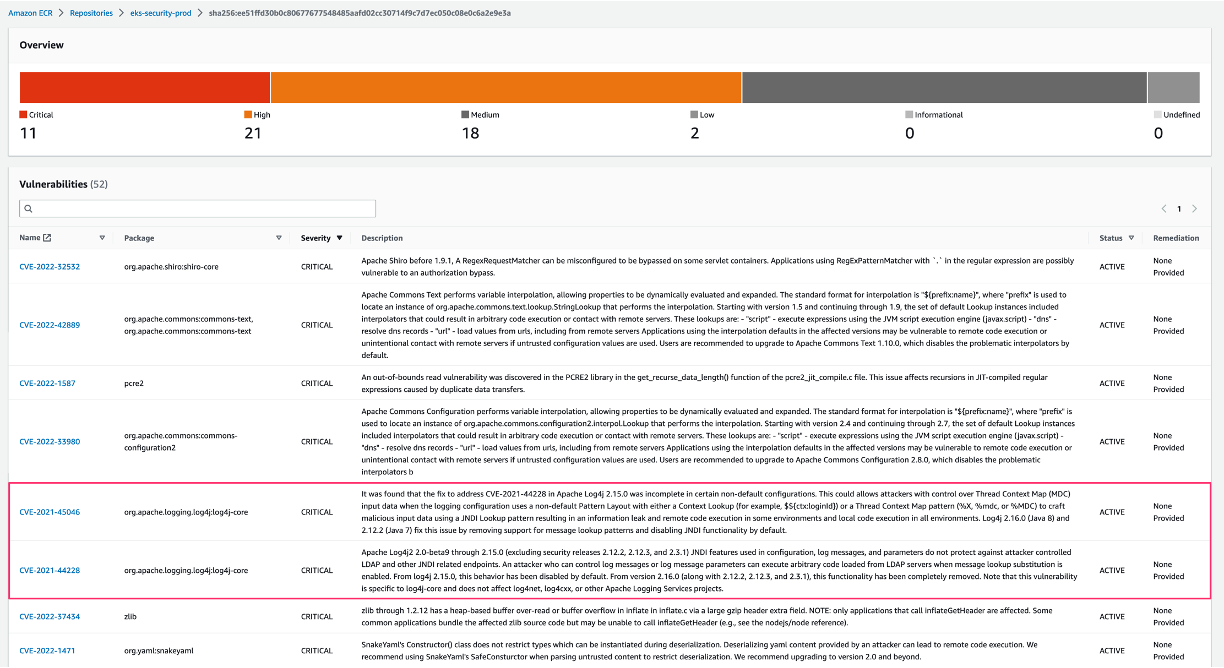 Amazon ECR > Repositories > eks-security-prod > sha256:ee51ffd30b0c80677677548485aafd02cc30714f9c7d7ec050c08e0c6a2e9e3a
Overview
Critical
11
High
21
Medium
18
Low
2
Informational
0
Undefined
0
Vulnerabilities (52)
1
Name
Package
Severity
Description
Status
Remediation
CVE-2022-32532
org.apache.shiro:shiro-core
CRITICAL
Apache Shiro before 1.9.1, A RegexRequestMatcher can be misconfigured to be bypassed on some servlet containers. Applications using RegExPatternMatcher with `.` in the regular expression are possibly
vulnerable to an authorization bypass.
ACTIVE
None
Provided
CVE-2022-42889
org.apache.commons:commons-text,
org.apache.commons:commons-text
CRITICAL
Apache Commons Text performs variable interpolation, allowing properties to be dynamically evaluated and expanded. The standard format for interpolation is "${prefix:name}", where "prefix" is used to
locate an instance of org.apache.commons.text.lookup.StringLookup that performs the interpolation. Starting with version 1.5 and continuing through 1.9, the set of default Lookup instances included
interpolators that could result in arbitrary code execution or contact with remote servers. These lookups are: - "script" - execute expressions using the JVM script execution engine (javax.script) - "dns" -
resolve dns records - "url" - load values from urls, including from remote servers Applications using the interpolation defaults in the affected versions may be vulnerable to remote code execution or
unintentional contact with remote servers if untrusted configuration values are used. Users are recommended to upgrade to Apache Commons Text 1.10.0, which disables the problematic interpolators by
default.
ACTIVE
None
Provided
CVE-2022-1587
pcre2
CRITICAL
An out-of-bounds read vulnerability was discovered in the PCRE2 library in the get_recurse_data_length() function of the pcre2_jit_compile.c file. This issue affects recursions in JIT-compiled regular
expressions caused by duplicate data transfers.
ACTIVE
None
Provided
CVE-2022-33980
org.apache.commons:commons-
configuration2
CRITICAL
Apache Commons Configuration performs variable interpolation, allowing properties to be dynamically evaluated and expanded. The standard format for interpolation is "${prefix:name}", where "prefix" is
used to locate an instance of org.apache.commons.configuration2.interpol.Lookup that performs the interpolation. Starting with version 2.4 and continuing through 2.7, the set of default Lookup instances
included interpolators that could result in arbitrary code execution or contact with remote servers. These lookups are: - "script" - execute expressions using the JVM script execution engine (javax.script) -
"dns" - resolve dns records - "url" - load values from urls, including from remote servers Applications using the interpolation defaults in the affected versions may be vulnerable to remote code execution or
unintentional contact with remote servers if untrusted configuration values are used. Users are recommended to upgrade to Apache Commons Configuration 2.8.0, which disables the problematic
interpolators b
ACTIVE
None
Provided
CVE-2021-45046
org.apache.logging.log4j:log4j-core
CRITICAL
It was found that the fix to address CVE-2021-44228 in Apache Log4j 2.15.0 was incomplete in certain non-default configurations. This could allows attackers with control over Thread Context Map (MDC)
input data when the logging configuration uses a non-default Pattern Layout with either a Context Lookup (for example, $${ctx:loginId}) or a Thread Context Map pattern (%X, %mdc, or %MDC) to craft
malicious input data using a JNDI Lookup pattern resulting in an information leak and remote code execution in some environments and local code execution in all environments. Log4j 2.16.0 (Java 8) and
2.12.2 (Java 7) fix this issue by removing support for message lookup patterns and disabling JNDI functionality by default.
ACTIVE
None
Provided
CVE-2021-44228
org.apache.logging.log4j:log4j-core
CRITICAL
Apache Log4j2 2.0-beta9 through 2.15.0 (excluding security releases 2.12.2, 2.12.3, and 2.3.1) JNDI features used in configuration, log messages, and parameters do not protect against attacker controlled
LDAP and other JNDI related endpoints. An attacker who can control log messages or log message parameters can execute arbitrary code loaded from LDAP servers when message lookup substitution is
enabled. From log4j 2.15.0, this behavior has been disabled by default. From version 2.16.0 (along with 2.12.2, 2.12.3, and 2.3.1), this functionality has been completely removed. Note that this vulnerability
is specific to log4j-core and does not affect log4net, log4cxx, or other Apache Logging Services projects.
ACTIVE
None
Provided
CVE-2022-37434
zlib
CRITICAL
zlib through 1.2.12 has a heap-based buffer over-read or buffer overflow in inflate in inflate.c via a large gzip header extra field. NOTE: only applications that call inflateGetHeader are affected. Some
common applications bundle the affected zlib source code but may be unable to call inflateGetHeader (e.g., see the nodejs/node reference).
ACTIVE
None
Provided
CVE-2022-1471
org.yaml:snakeyaml
CRITICAL
SnakeYaml's Constructor() class does not restrict types which can be instantiated during deserialization. Deserializing yaml content provided by an attacker can lead to remote code execution. We
recommend using SnakeYaml's SafeConsturctor when parsing untrusted content to restrict deserialization. We recommend upgrading to version 2.0 and beyond.
ACTIVE
None
Provided